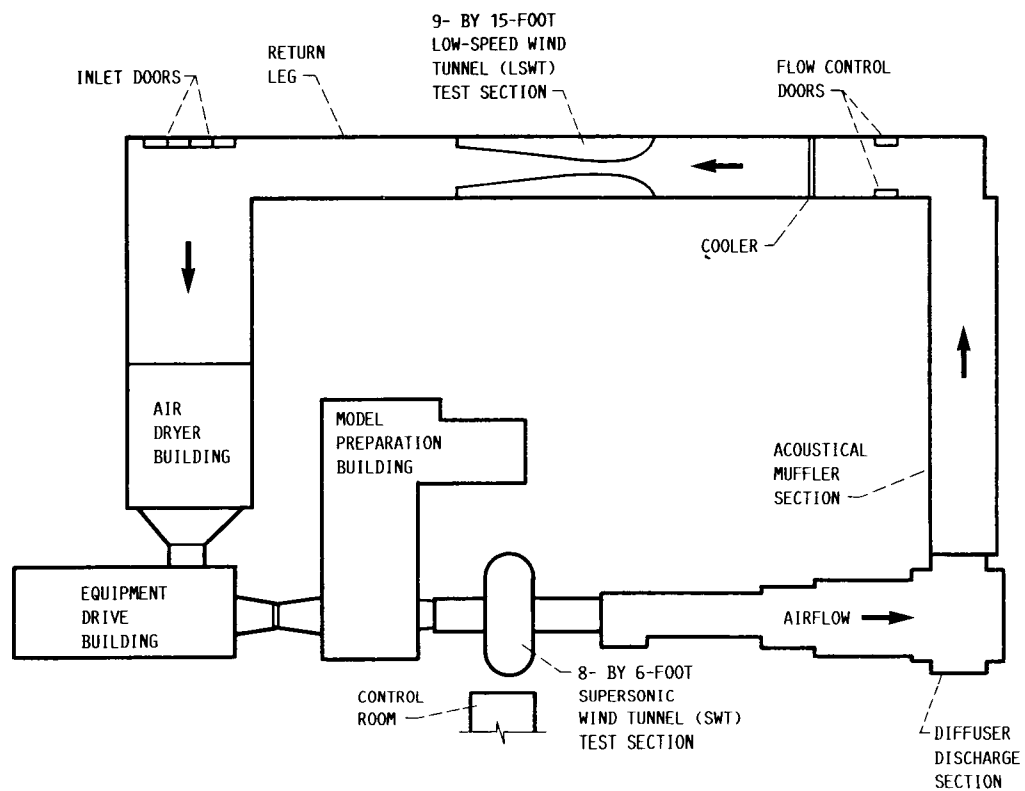 9- BY 15-FOOT
LOW-SPEED WIND
TUNNEL (LSWT)
TEST SECTION
RETURN
LEG
INLET DOORS
FLOW CONTROL
DOORS
COOLER
AIR
DRYER
BUILDING
MODEL
PREPARATION
BUILDING
ACOUSTICAL
MUFFLER
SECTION
EQUIPMENT
DRIVE
BUILDING
AIRFLOW
CONTROL
ROOM
8- BY 6-FOOT
SUPERSONIC
WIND TUNNEL (SWT)
TEST SECTION
DIFFUSER
DISCHARGE
SECTION